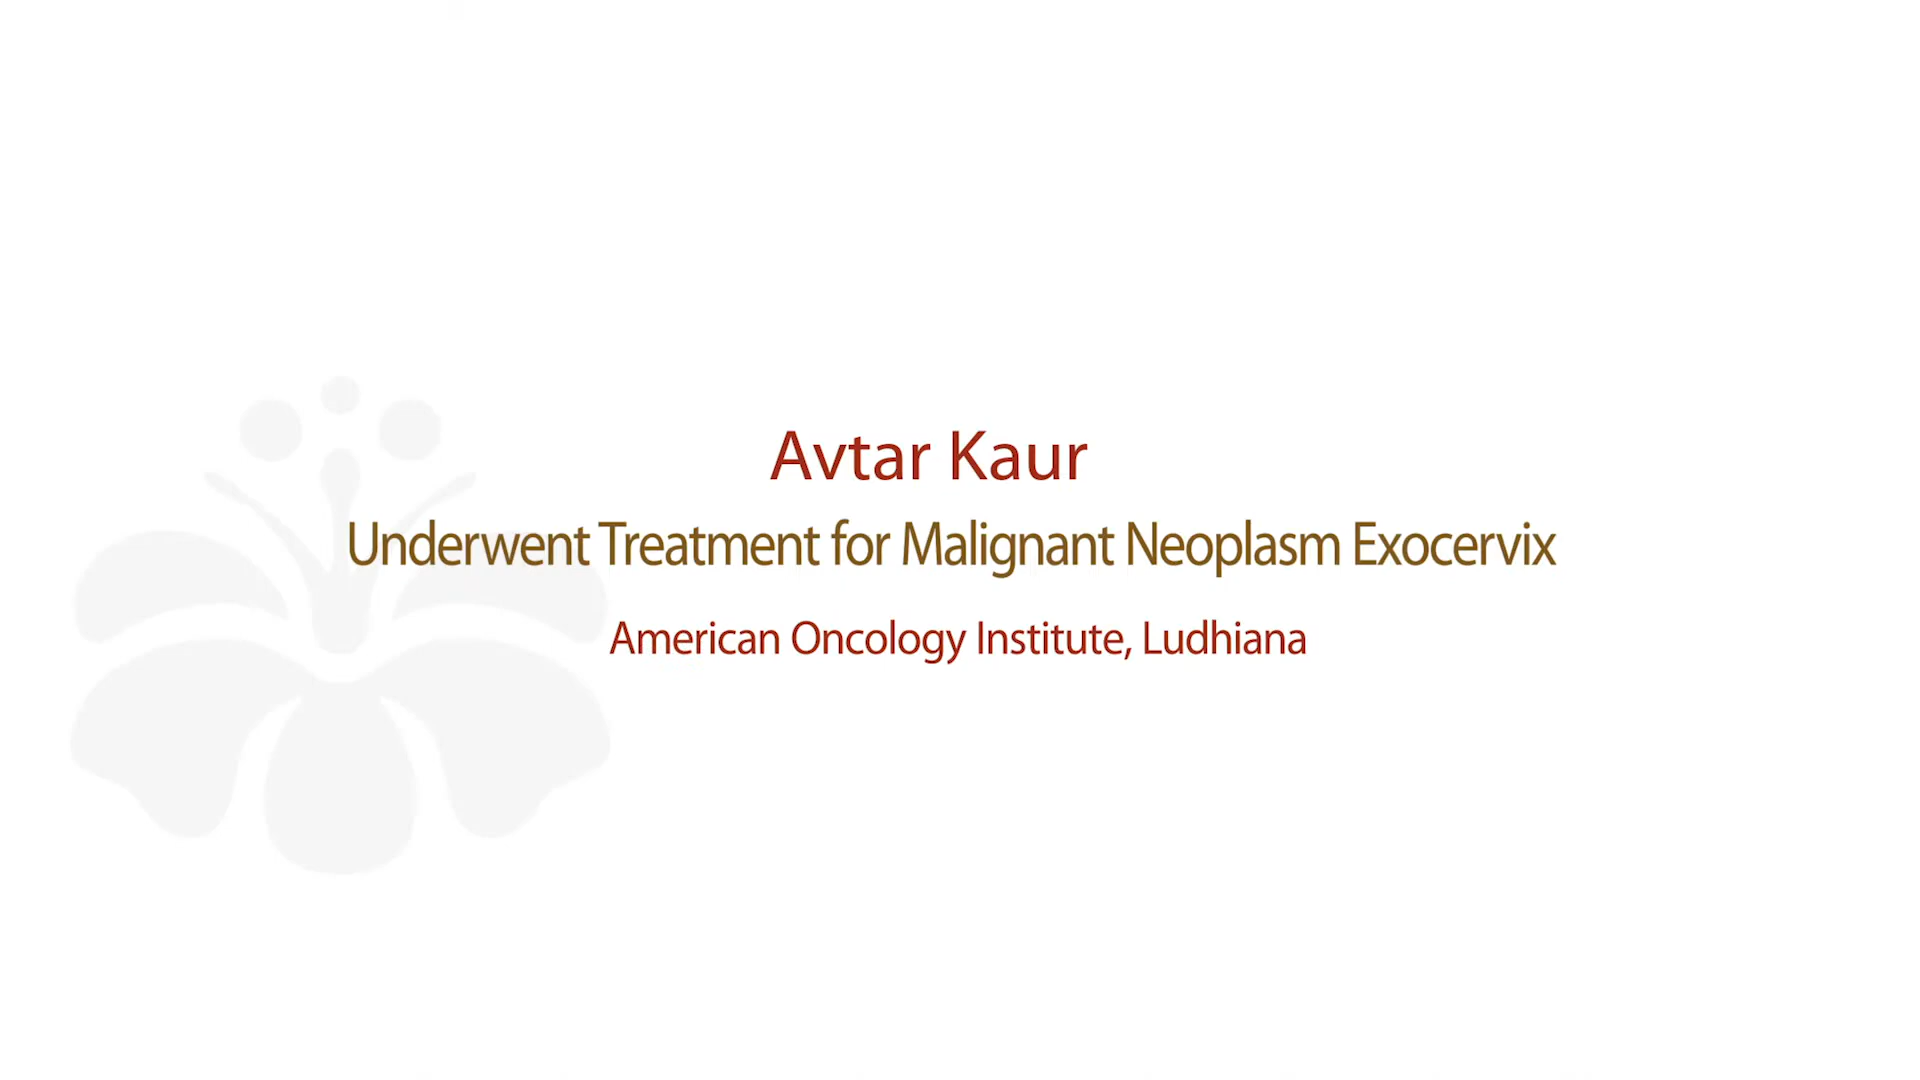 Avtar Kaur
Underwent Treatment for Malignant Neoplasm Exocervix
American Oncology Institute, Ludhiana